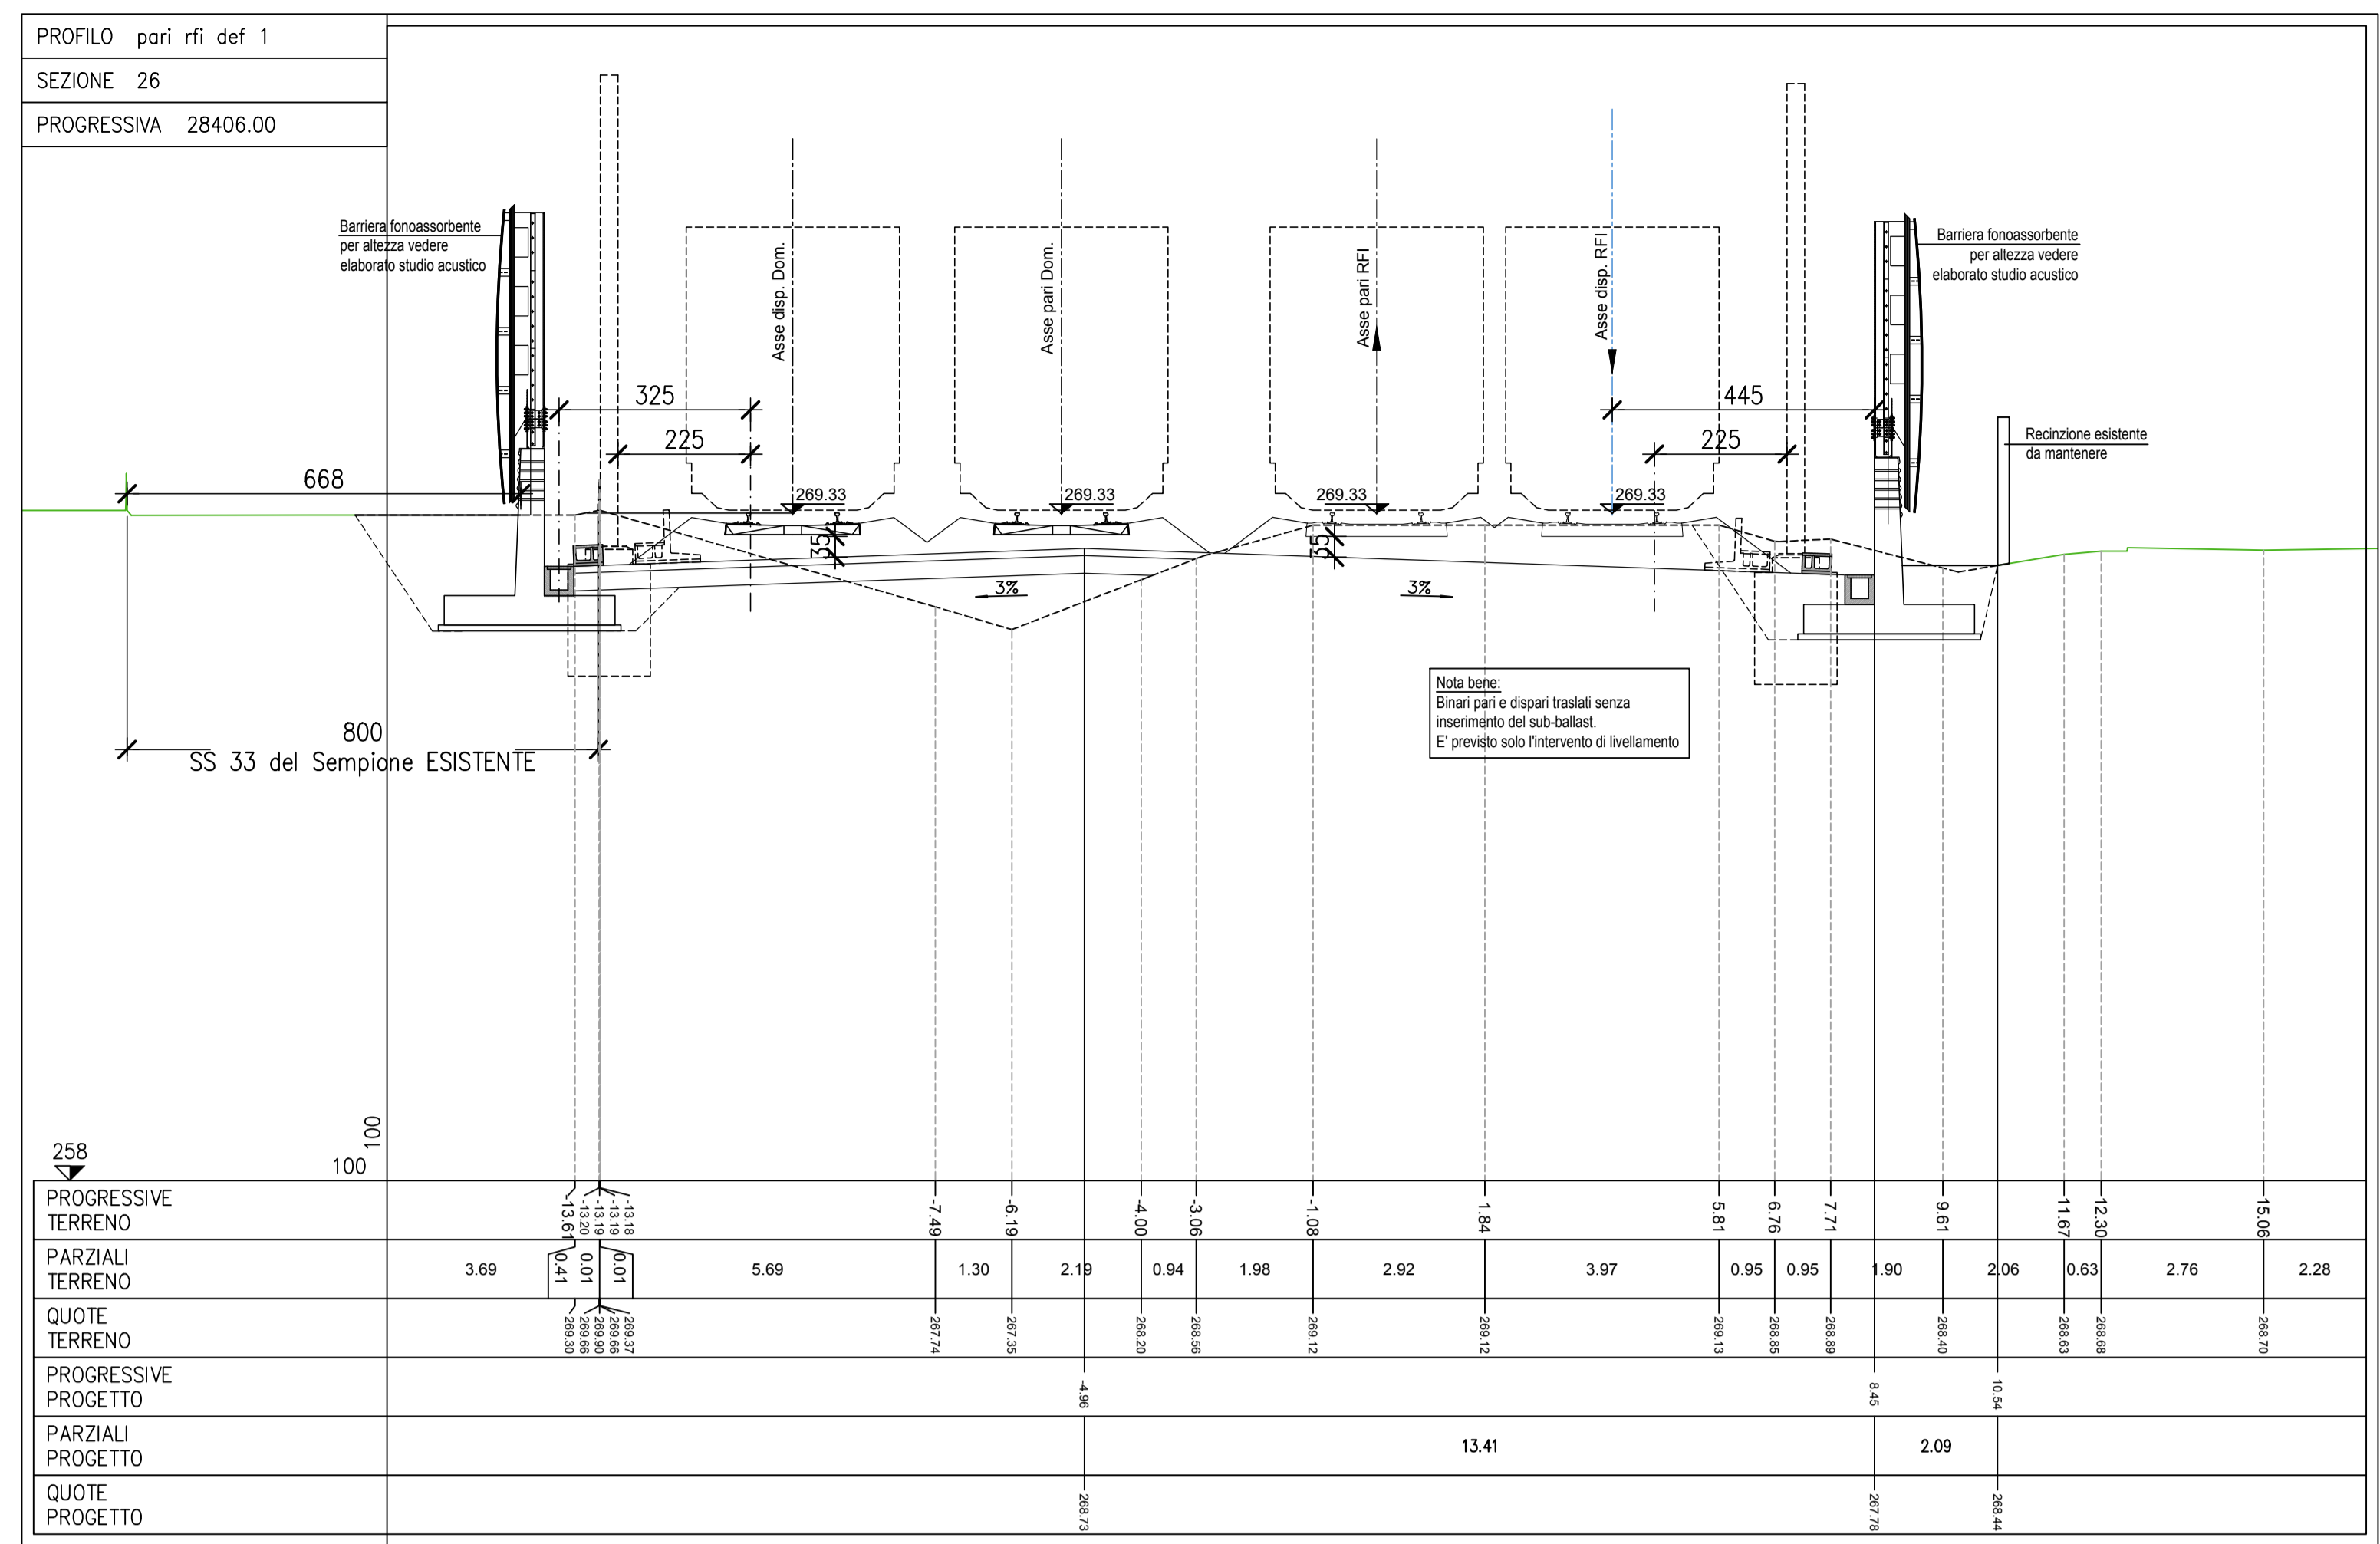 PROFILO pari rfi def 1
SEZIONE 26
PROGRESSIVA 28406.00
Barriera fonoassorbente
per altezza vedere
elaborato studio acustico
Asse disp. Dom.
Asse pari Dom.
Asse pari RFI
Asse disp. RFI
Barriera fonoassorbente
per altezza vedere
elaborato studio acustico
325
445
225
225
Recinzione esistente
da mantenere
668
269.33
269.33
269.33
269.33
35
35
3%
3%
Nota bene:
Binari pari e dispari traslati senza
inserimento del sub-ballast.
E' previsto solo l'intervento di livellamento
800
SS 33 del Sempione ESISTENTE
100
258
100
PROGRESSIVE
TERRENO
-13.61 -13.20 -13.19 -13.19 -13.18 -7.49 -6.19 -4.00 -3.06 -1.08 1.84 5.81 6.76 7.71 9.61 11.67 12.30 15.06
PARZIALI
TERRENO
3.69 0.41 0.01 0.01 5.69 1.30 2.19 0.94 1.98 2.92 3.97 0.95 0.95 1.90 2.06 0.63 2.76 2.28
QUOTE
TERRENO
269.30 269.66 269.90 269.66 269.37 267.74 267.35 268.20 268.56 269.12 269.12 269.13 268.85 268.89 268.40 268.63 268.68 268.70
PROGRESSIVE
PROGETTO
-4.96 8.45 10.54
PARZIALI
PROGETTO
13.41 2.09
QUOTE
PROGETTO
268.73 267.78 268.44